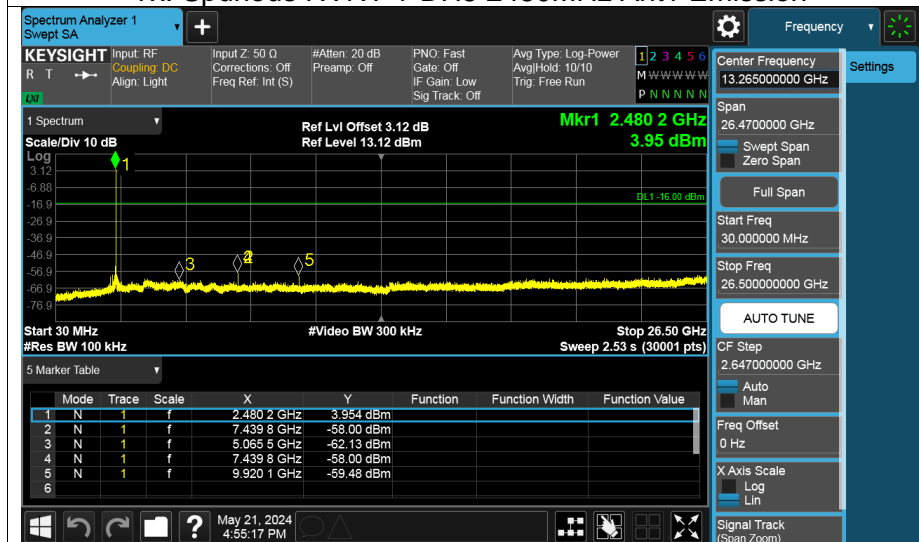 Spectrum Analyzer 1
Swept SA
+
Frequency
KEYSIGHT
R T
LXI
Input: RF
Coupling: DC
Align: Light
Input Z: 50 Ω
Corrections: Off
Freq Ref: Int (S)
#Atten: 20 dB
Preamp: Off
PNO: Fast
Gate: Off
IF Gain: Low
Sig Track: Off
Avg Type: Log-Power
Avg|Hold: 10/10
Trig: Free Run
1 2 3 4 5 6
M W W W W W
P N N N N N
1 Spectrum
Scale/Div 10 dB
Ref Lvl Offset 3.12 dB
Ref Level 13.12 dBm
Mkr1 2.480 2 GHz
3.95 dBm
Log
3.12
-6.88
-16.9
-26.9
-36.9
-46.9
-56.9
-66.9
-76.9
1
DL1 -16.00 dBm
3
5
Start 30 MHz
#Res BW 100 kHz
#Video BW 300 kHz
Stop 26.50 GHz
Sweep 2.53 s (30001 pts)
5 Marker Table
Mode Trace Scale X Y Function Function Width Function Value
1 N 1 f 2.480 2 GHz 3.954 dBm
2 N 1 f 7.439 8 GHz -58.00 dBm
3 N 1 f 5.065 5 GHz -62.13 dBm
4 N 1 f 7.439 8 GHz -58.00 dBm
5 N 1 f 9.920 1 GHz -59.48 dBm
6
?
May 21, 2024
4:55:17 PM
Center Frequency
13.265000000 GHz
Span
26.4700000 GHz
Swept Span
Zero Span
Full Span
Start Freq
30.000000 MHz
Stop Freq
26.500000000 GHz
AUTO TUNE
CF Step
2.647000000 GHz
Auto
Man
Freq Offset
0 Hz
X Axis Scale
Log
Lin
Signal Track
(Span Zoom)
Settings